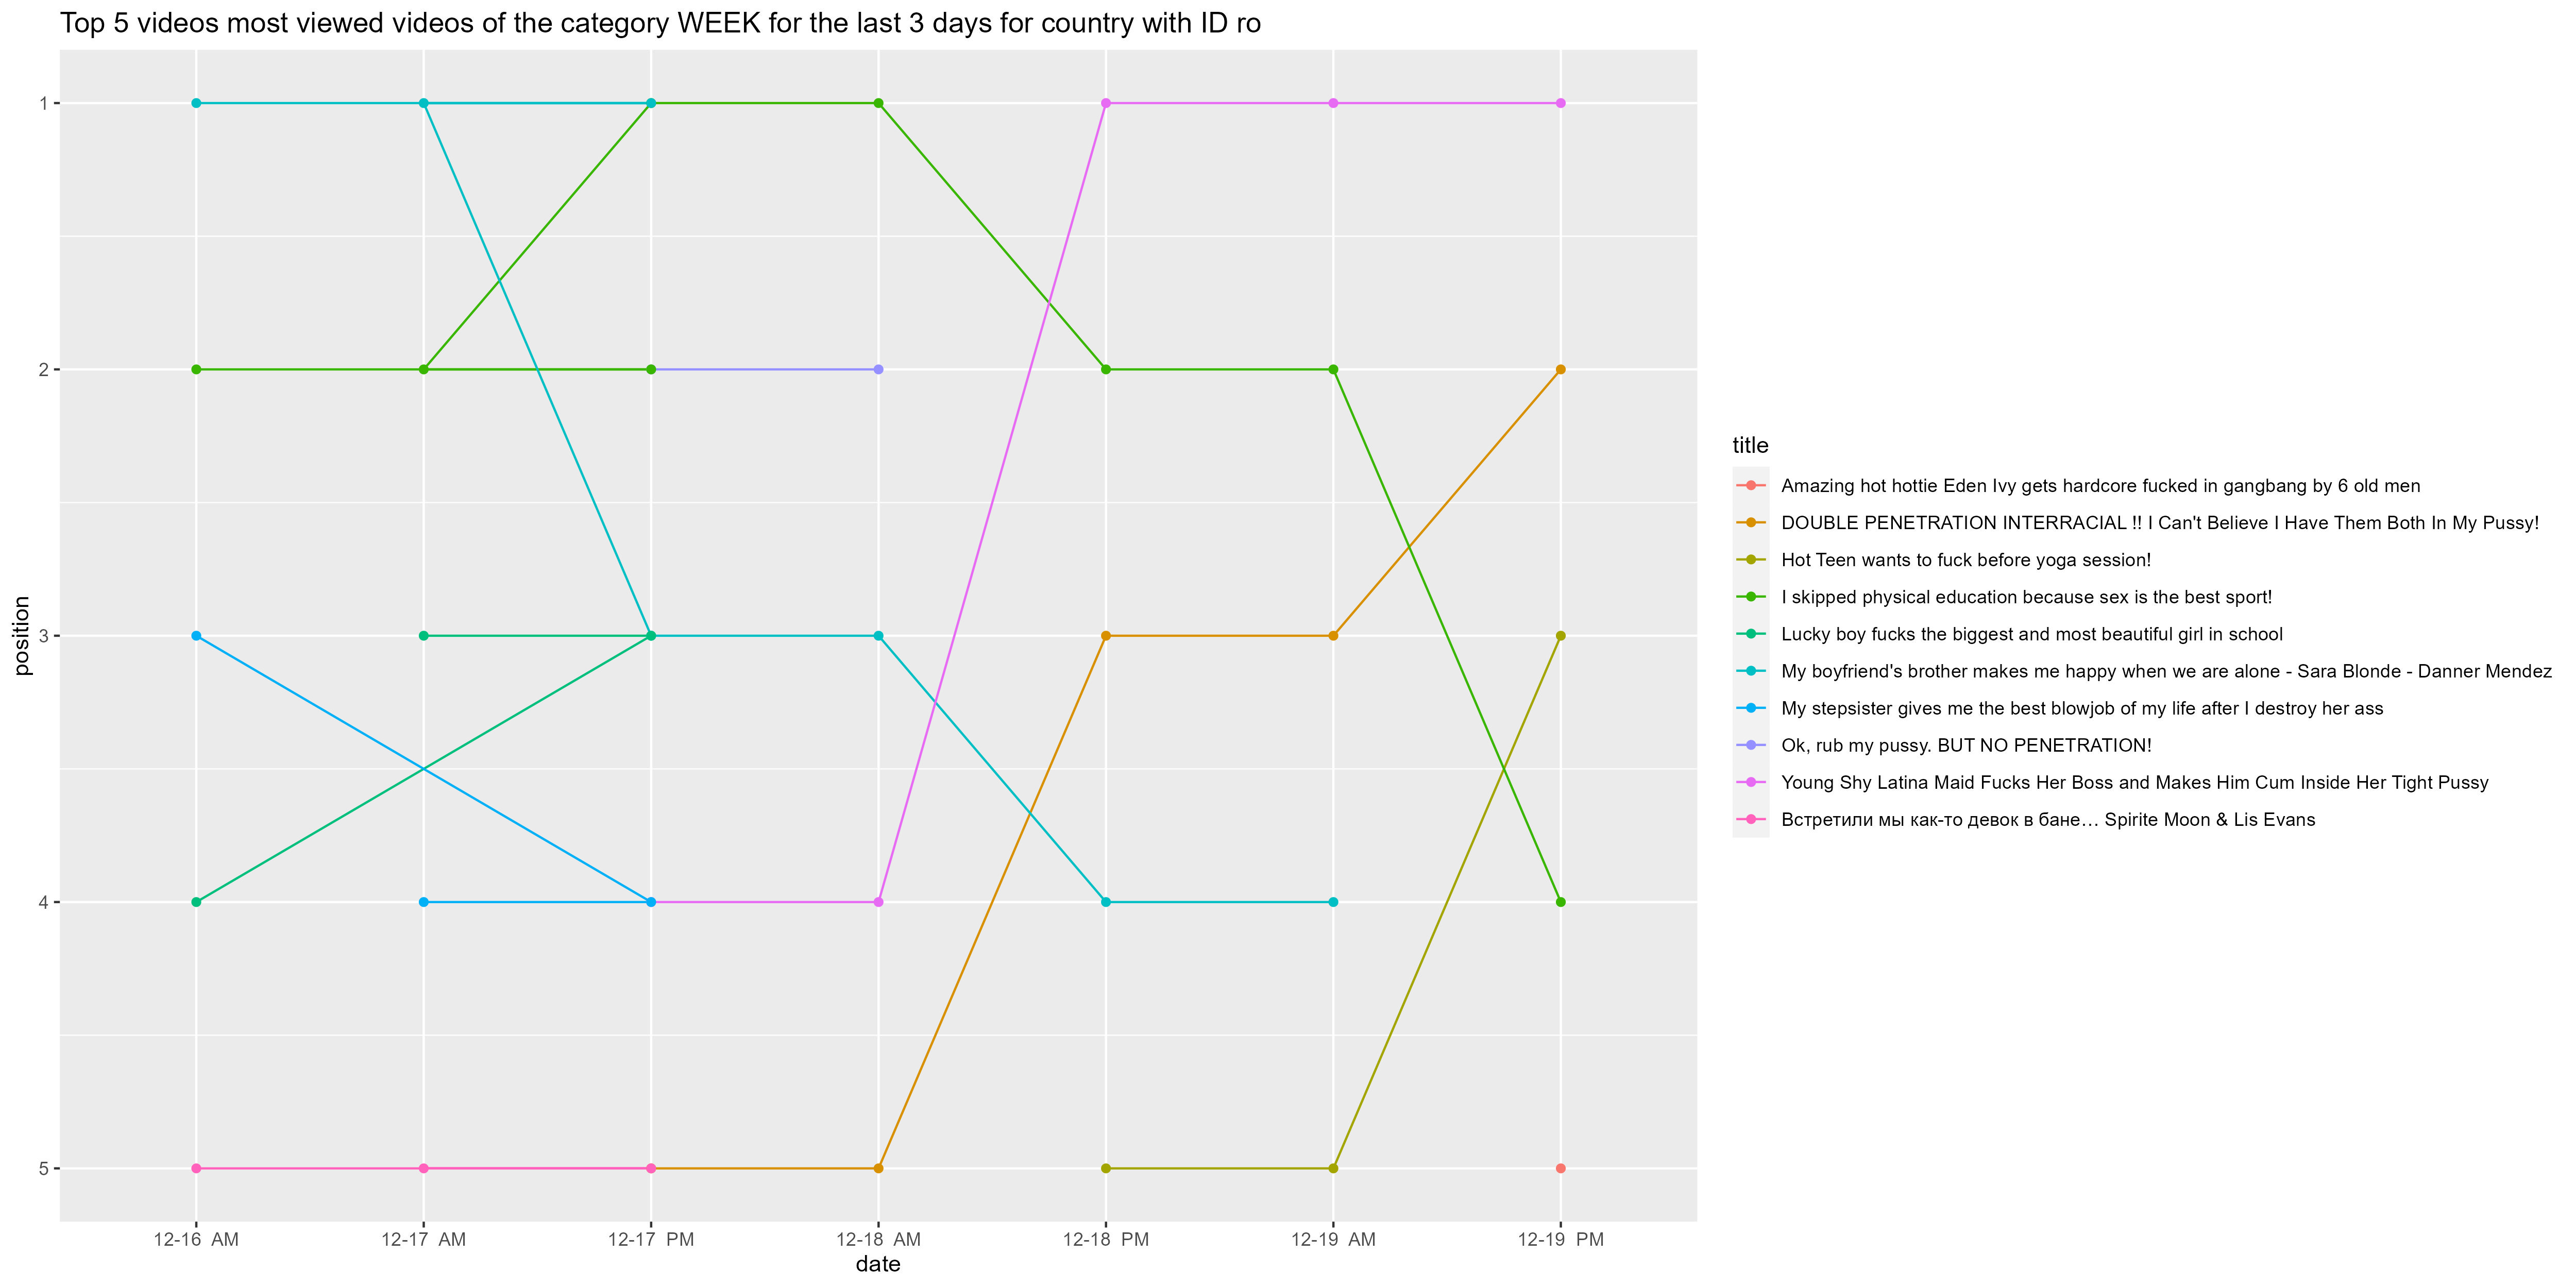 Top 5 videos most viewed videos of the category WEEK for the last 3 days for country with ID ro
1
2
3
4
5
position
12-16 AM
12-17 AM
12-17 PM
12-18 AM
12-18 PM
12-19 AM
12-19 PM
date
title
Amazing hot hottie Eden Ivy gets hardcore fucked in gangbang by 6 old men
DOUBLE PENETRATION INTERRACIAL !! I Can't Believe I Have Them Both In My Pussy!
Hot Teen wants to fuck before yoga session!
I skipped physical education because sex is the best sport!
Lucky boy fucks the biggest and most beautiful girl in school
My boyfriend's brother makes me happy when we are alone - Sara Blonde - Danner Mendez
My stepsister gives me the best blowjob of my life after I destroy her ass
Ok, rub my pussy. BUT NO PENETRATION!
Young Shy Latina Maid Fucks Her Boss and Makes Him Cum Inside Her Tight Pussy
Встретили мы как-то девок в бане… Spirite Moon & Lis Evans